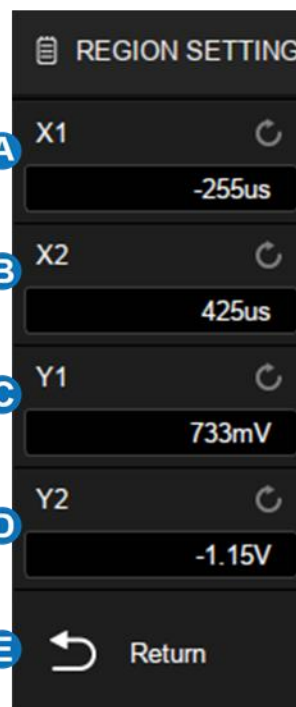 REGION SETTING
A
X1
-255us
B
X2
425us
C
Y1
733mV
D
Y2
-1.15V
E
Return